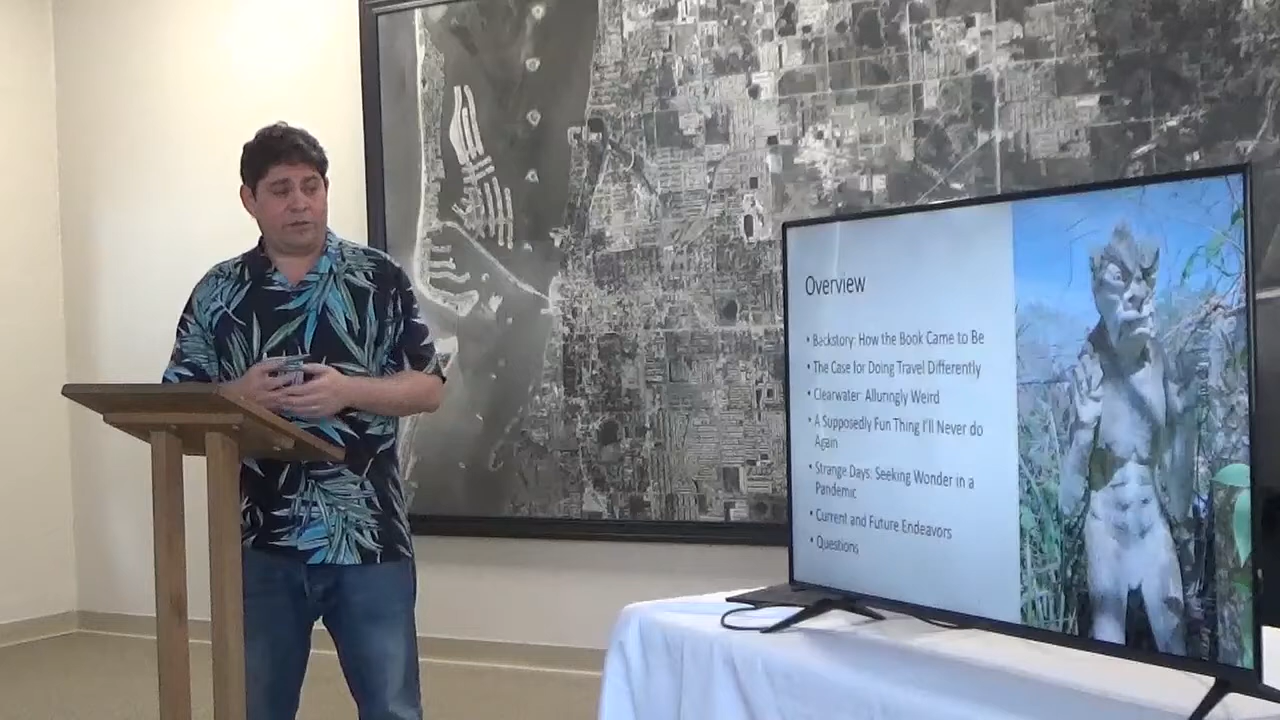 Overview
• Backstory: How the Book Came to Be
• The Case for Doing Travel Differently
• Clearwater: Alluringly Weird
• A Supposedly Fun Thing I'll Never do
Again
• Strange Days: Seeking Wonder in a
Pandemic
• Current and Future Endeavors
• Questions